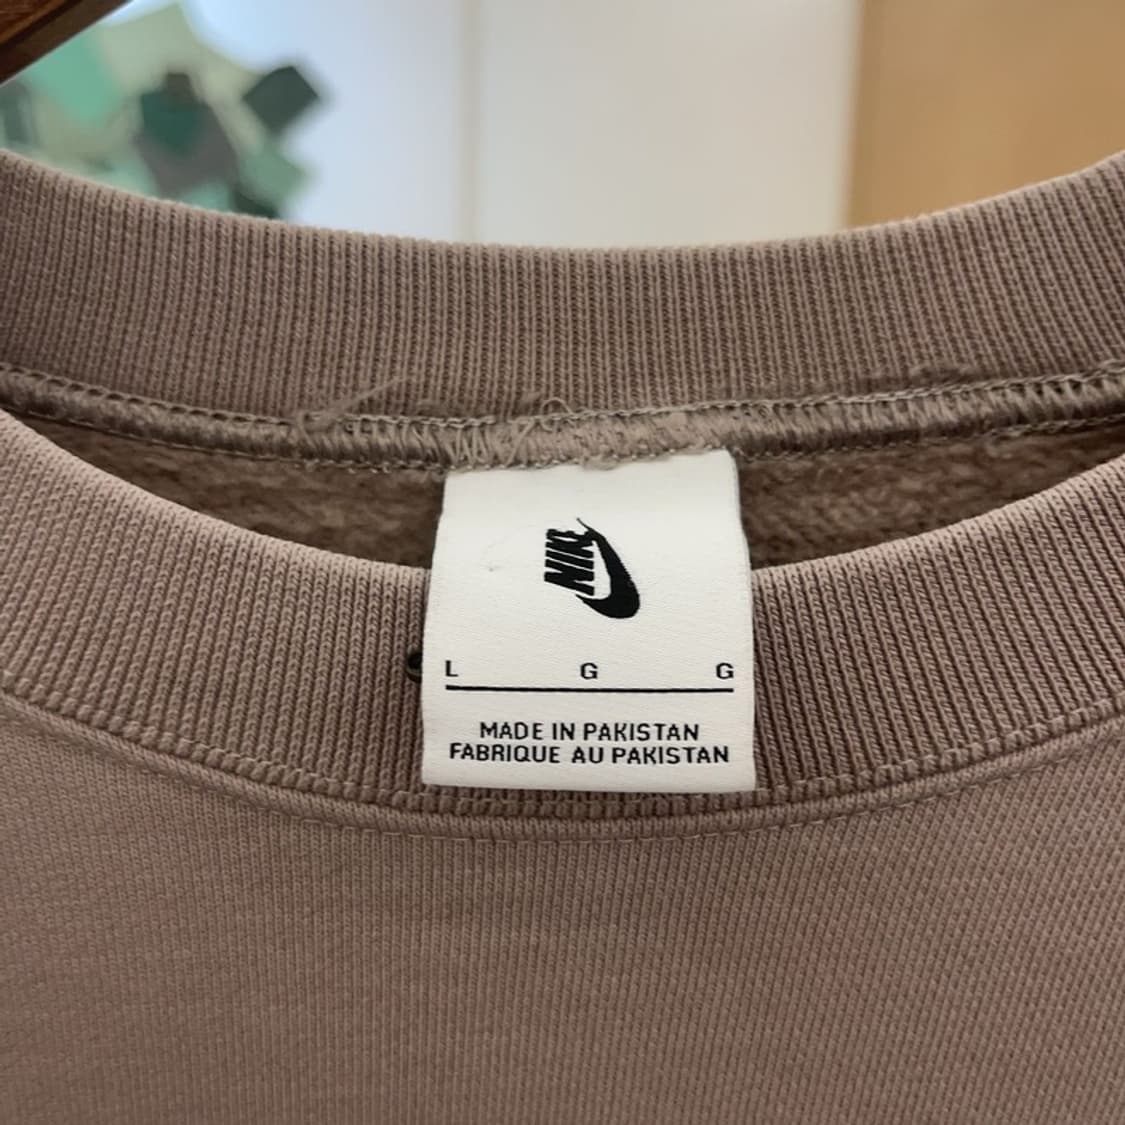 NIKE
L G G
MADE IN PAKISTAN
FABRIQUE AU PAKISTAN